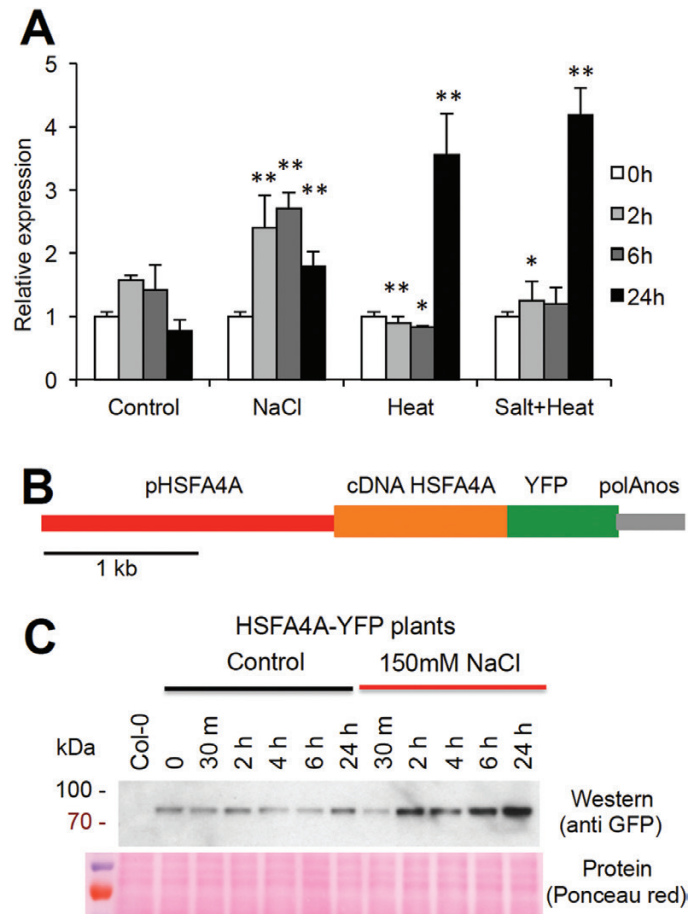 A
Relative expression
5
4
3
2
1
0
** ** **
** * **
* **
0h
2h
6h
24h
Control NaCl Heat Salt+Heat
B
pHSFA4A cDNA HSFA4A YFP polAnos
1 kb
C
HSFA4A-YFP plants
Control 150mM NaCl
kDa Col-0 0 30 m 2 h 4 h 6 h 24 h 30 m 2 h 4 h 6 h 24 h
100 -
70 -
Western
(anti GFP)
Protein
(Ponceau red)